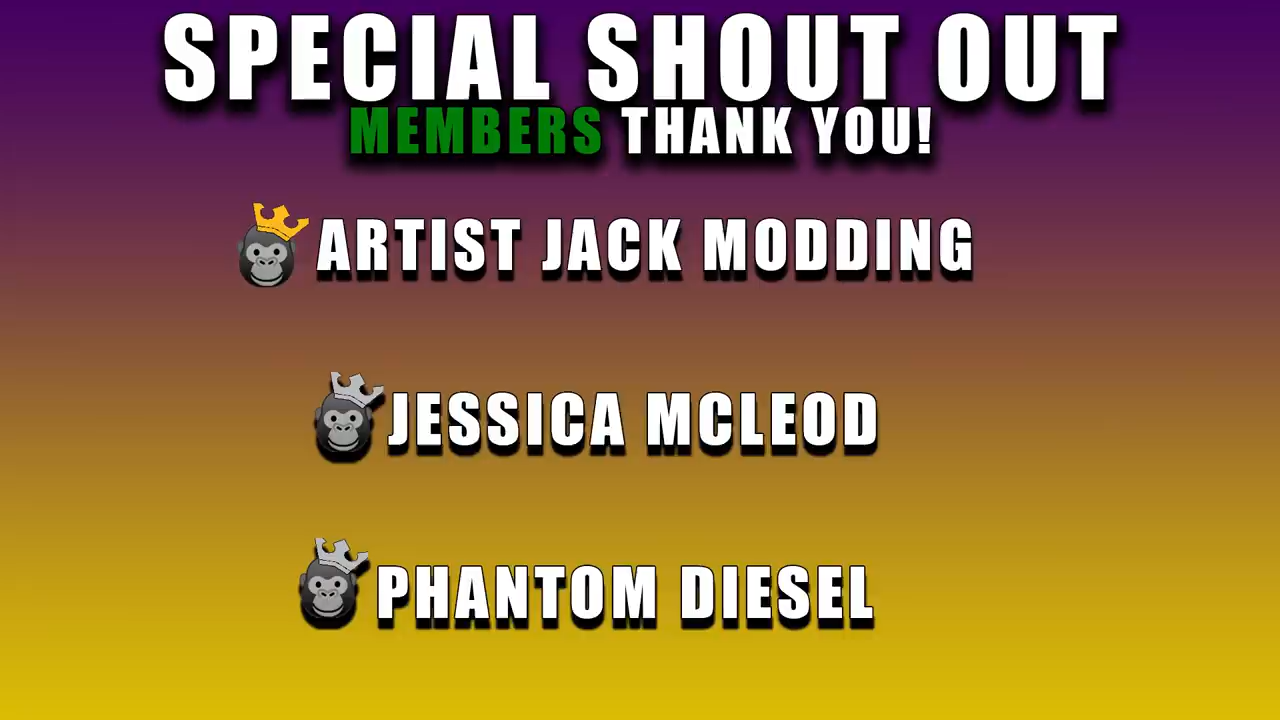 SPECIAL SHOUT OUT
MEMBERS THANK YOU!
ARTIST JACK MODDING
JESSICA MCLEOD
PHANTOM DIESEL